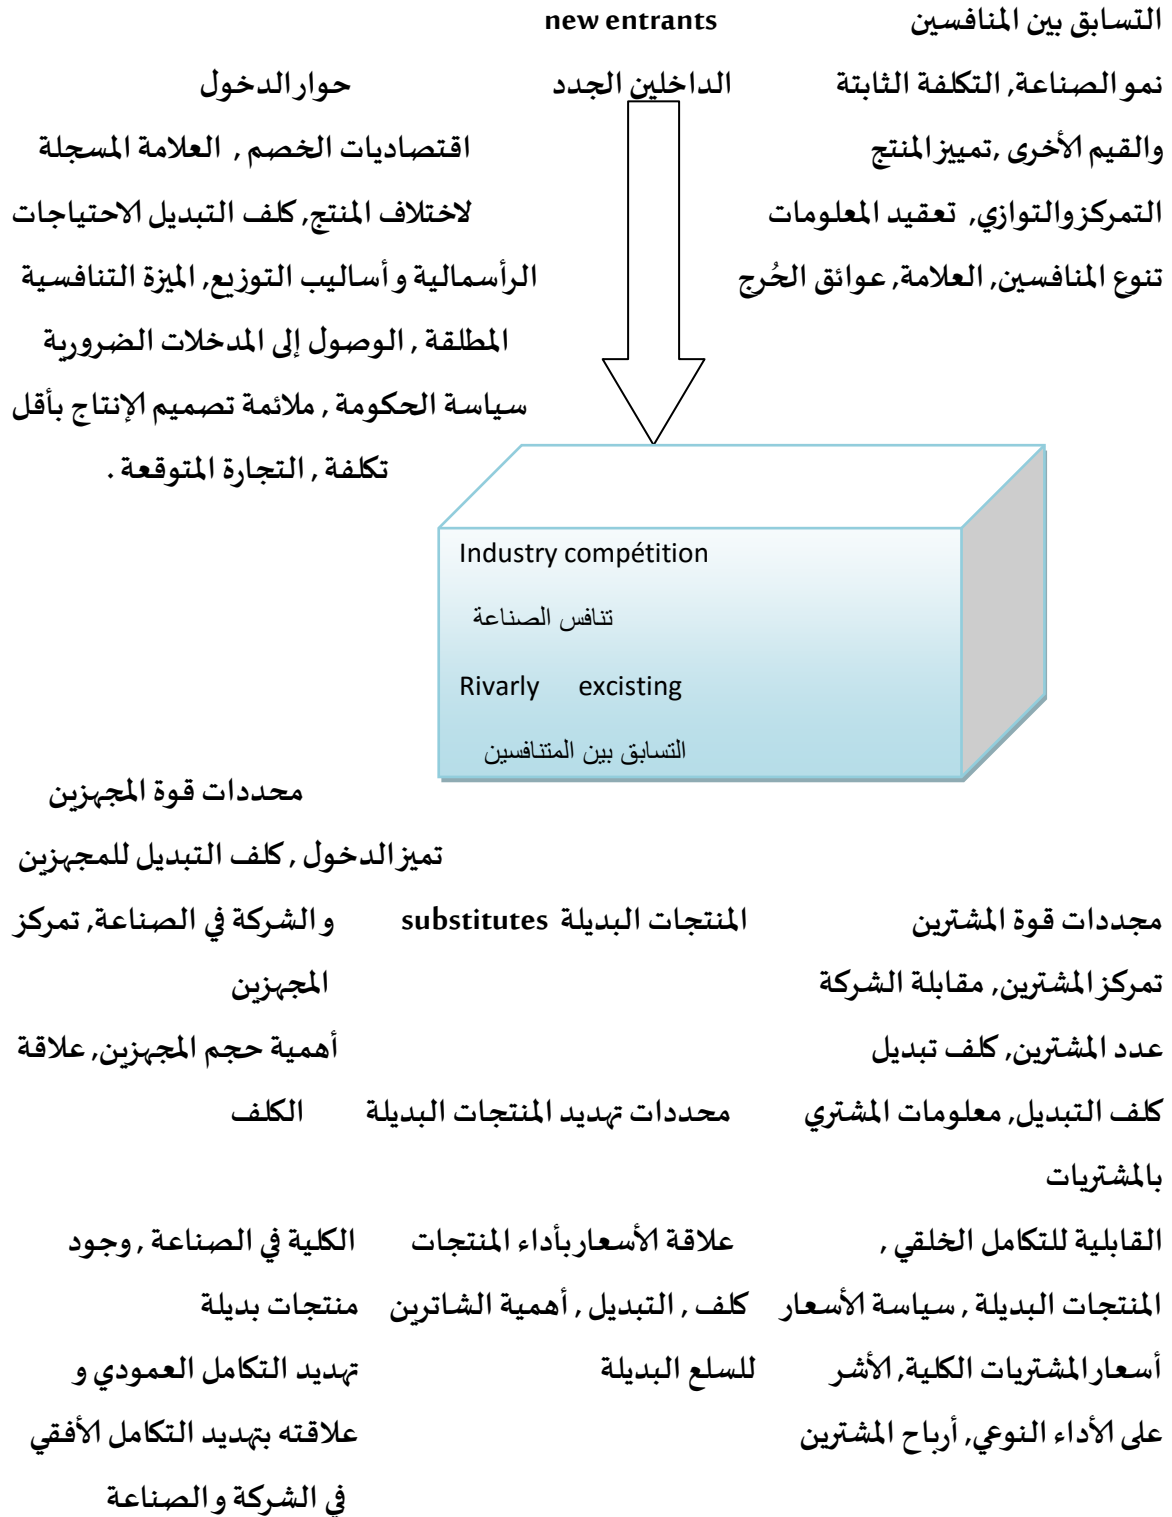 التسابق بين المنافسين new entrants
نمو الصناعة, التكلفة الثابتة الداخلين الجدد حوار الدخول
والقيم الأخرى ,تمييز المنتج اقتصاديات الخصم , العلامة المسجلة
التمركز والتوازي, تعقيد المعلومات لاختلاف المنتج, كلف التبديل الاحتياجات
تنوع المنافسين, العلامة, عوائق الخُرج الرأسمالية و أساليب التوزيع, الميزة التنافسية
المطلقة , الوصول إلى المدخلات الضرورية
سياسة الحكومة , ملائمة تصميم الإنتاج بأقل
تكلفة , التجارة المتوقعة .
Industry compétition
تنافس الصناعة
Rivarly excisting
التسابق بين المتنافسين
محددات قوة المجهزين
تميز الدخول , كلف التبديل للمجهزين
مجددات قوة المشترين المنتجات البديلة substitutes و الشركة في الصناعة, تمركز
تمركز المشترين, مقابلة الشركة المجهزين
عدد المشترين, كلف تبديل أهمية حجم المجهزين, علاقة
كلف التبديل, معلومات المشتري محددات تهديد المنتجات البديلة الكلف
بالمشتريات
القابلية للتكامل الخلقي , علاقة الأسعار بأداء المنتجات الكلية في الصناعة , وجود
المنتجات البديلة , سياسة الأسعار كلف , التبديل , أهمية الشاترين منتجات بديلة
أسعار المشتريات الكلية, الأشر للسلع البديلة تهديد التكامل العمودي و
على الأداء النوعي, أرباح المشترين علاقته بتهديد التكامل الأفقي
في الشركة و الصناعة